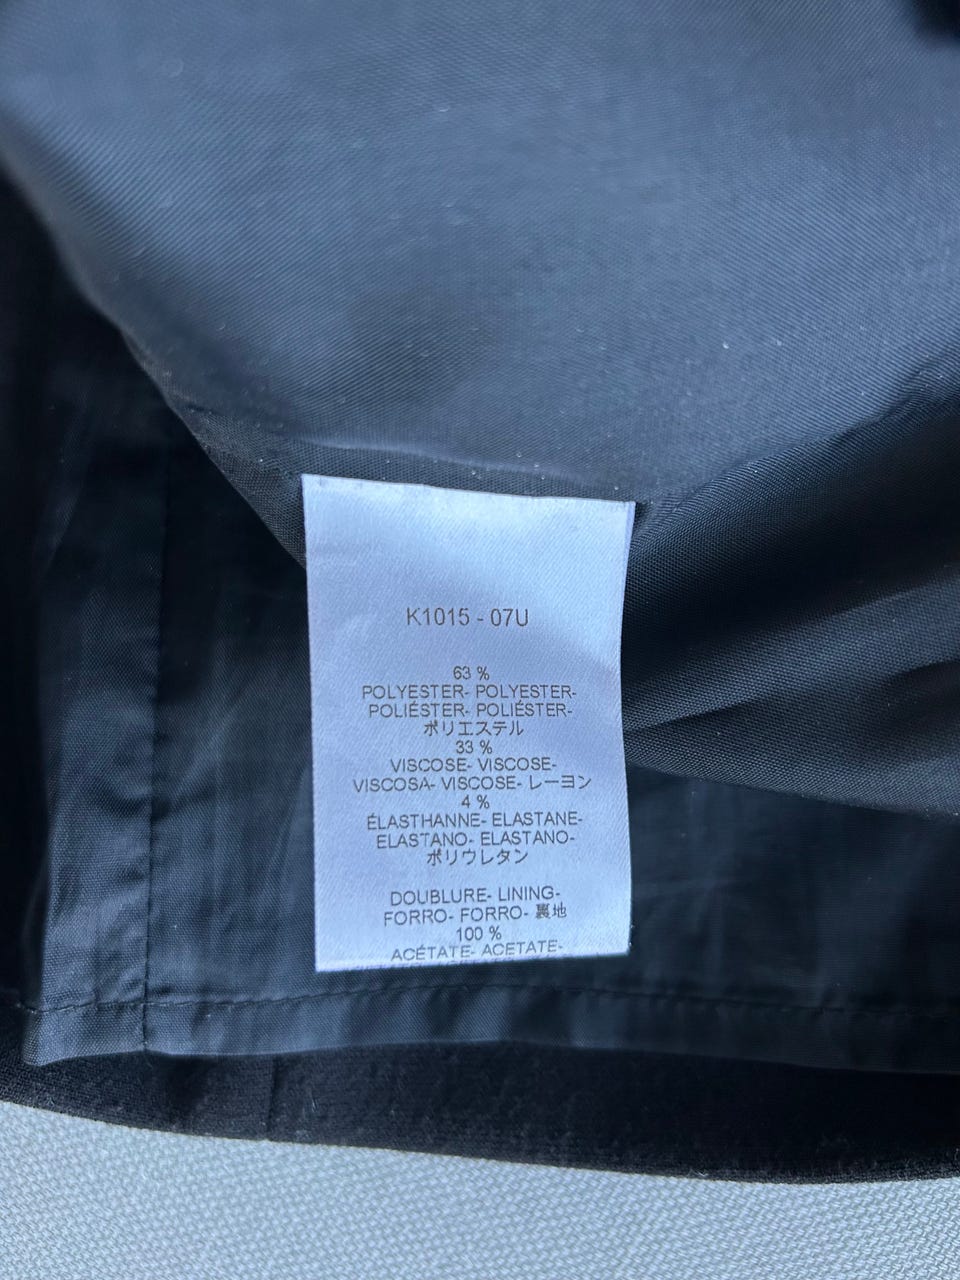 K1015 - 07U
63 %
POLYESTER- POLYESTER-
POLIÉSTER- POLIÉSTER-
ポリエステル
33 %
VISCOSE- VISCOSE-
VISCOSA- VISCOSE- レーヨン
4 %
ÉLASTHANNE- ELASTANE-
ELASTANO- ELASTANO-
ポリウレタン
DOUBLURE- LINING-
FORRO- FORRO- 裏地
100 %
ACÉTATE- ACETATE-